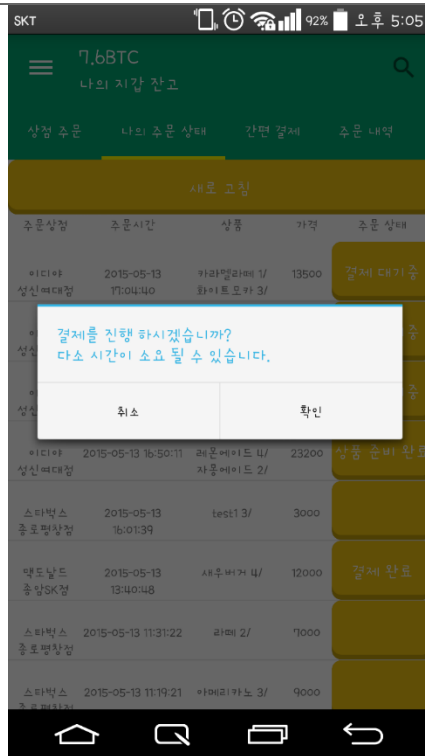 SKT 92% 오후 5:05
7.6BTC
나의 지갑 잔고
상점 주문 나의 주문 상태 간편 결제 주문 내역
새로 고침
주문상점 주문시간 상품 가격 주문 상태
이디야 2015-05-13 카라멜라떼 1/ 13500 결제 대기중
성신여대점 17:04:40 화이트모카 3/
결제를 진행 하시겠습니까?
다소 시간이 소요 될 수 있습니다.
취소 확인
이디야 2015-05-13 16:50:11 레몬에이드 4/ 23200 상품 준비 완료
성신여대점 자몽에이드 2/
스타벅스 2015-05-13 test1 3/ 3000
종로평창점 16:01:39
맥도날드 2015-05-13 새우버거 4/ 12000 결제 완료
종암SK점 13:40:48
스타벅스 2015-05-13 11:31:22 라떼 2/ 7000
종로평창점
스타벅스 2015-05-13 11:19:21 아메리카노 3/ 9000
종로평창점